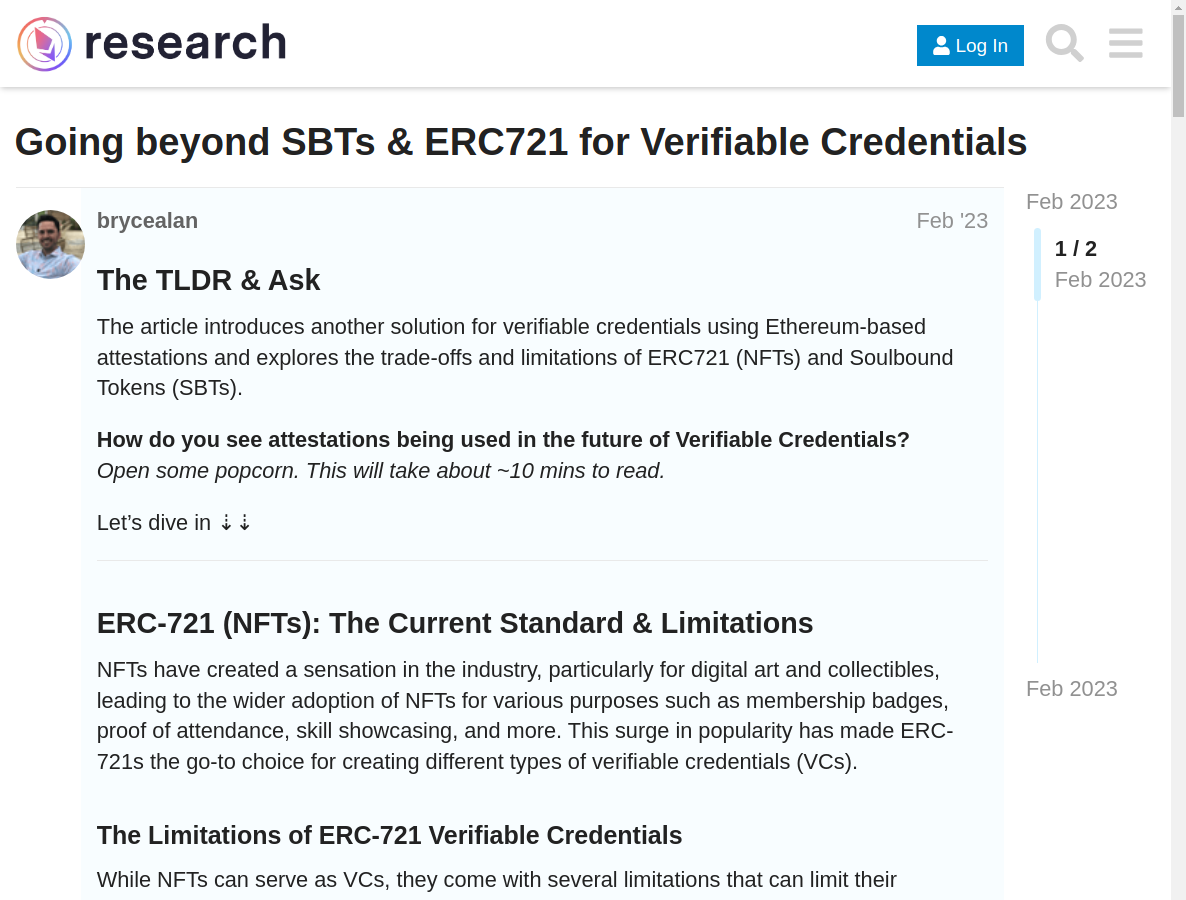 research
Log In
Going beyond SBTs & ERC721 for Verifiable Credentials
brycealan
Feb '23
The TLDR & Ask
The article introduces another solution for verifiable credentials using Ethereum-based
attestations and explores the trade-offs and limitations of ERC721 (NFTs) and Soulbound
Tokens (SBTs).
How do you see attestations being used in the future of Verifiable Credentials?
Open some popcorn. This will take about ~10 mins to read.
Let’s dive in ⇣⇣
ERC-721 (NFTs): The Current Standard & Limitations
NFTs have created a sensation in the industry, particularly for digital art and collectibles,
leading to the wider adoption of NFTs for various purposes such as membership badges,
proof of attendance, skill showcasing, and more. This surge in popularity has made ERC-
721s the go-to choice for creating different types of verifiable credentials (VCs).
The Limitations of ERC-721 Verifiable Credentials
While NFTs can serve as VCs, they come with several limitations that can limit their
Feb 2023
1 / 2
Feb 2023
Feb 2023